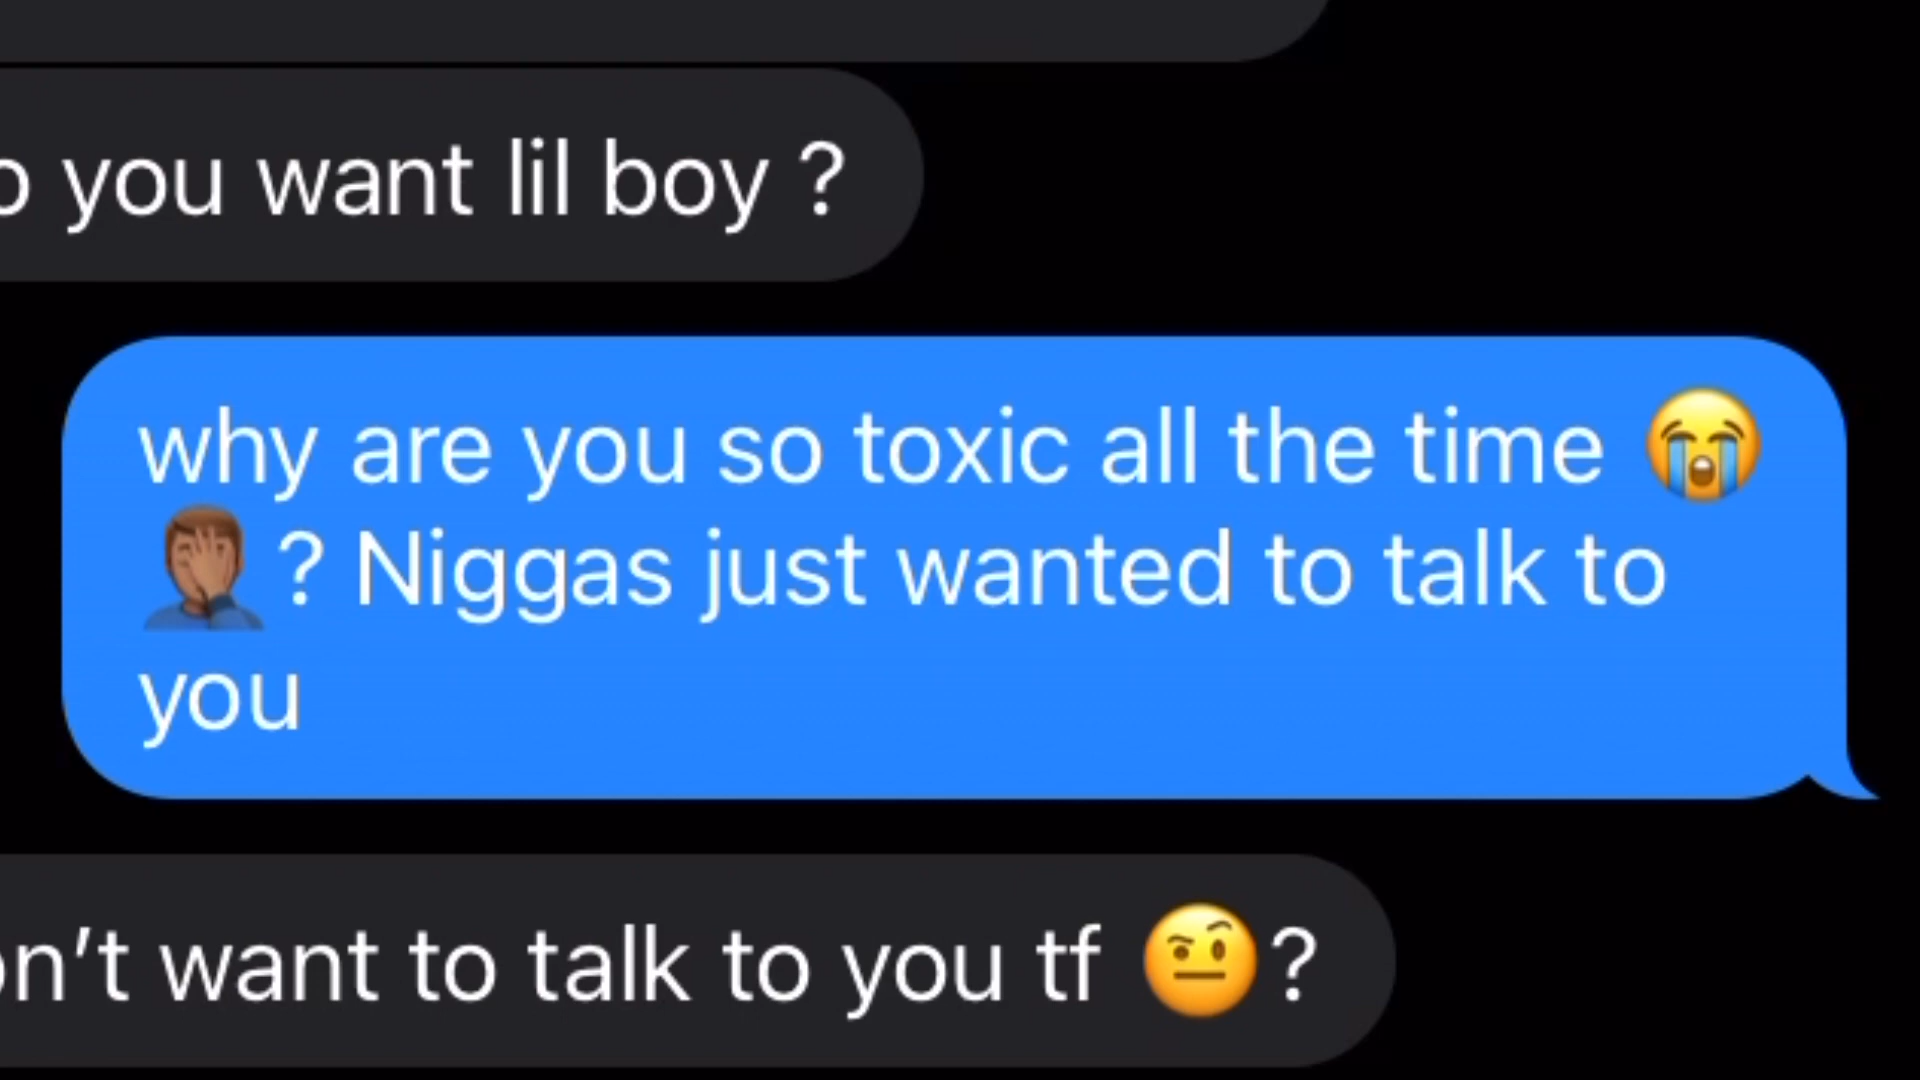 you want lil boy ?
why are you so toxic all the time 😭
🤦🏽‍♂️ ? Niggas just wanted to talk to
you
want to talk to you tf 🤨?